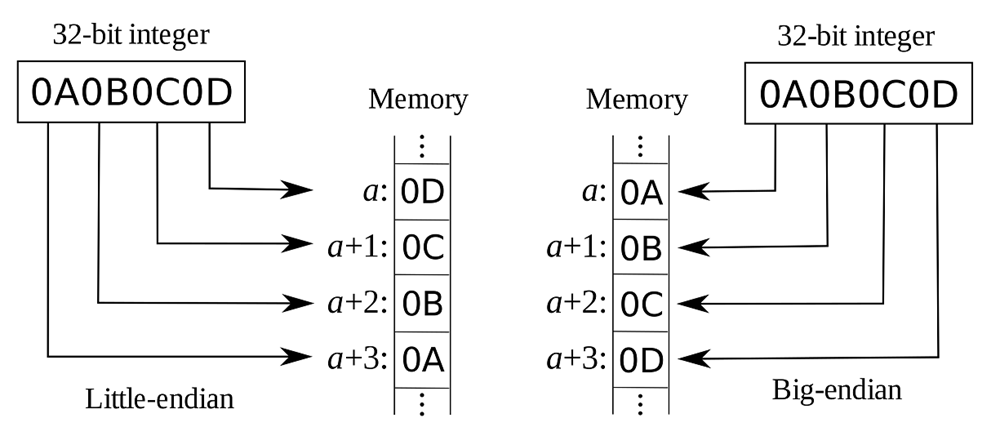 32-bit integer
0A0B0C0D
Memory
⋮
a: 0D
a+1: 0C
a+2: 0B
a+3: 0A
⋮
Little-endian
32-bit integer
0A0B0C0D
Memory
⋮
a: 0A
a+1: 0B
a+2: 0C
a+3: 0D
⋮
Big-endian